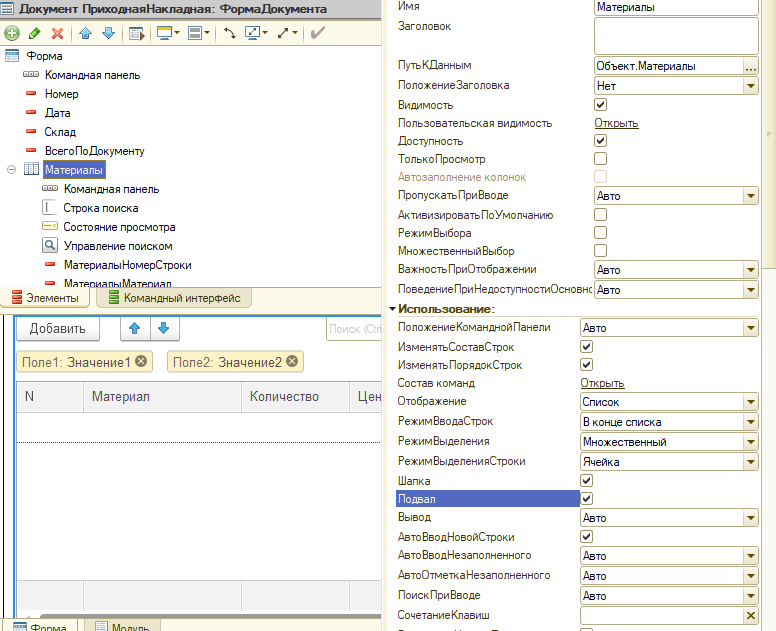 Документ ПриходнаяНакладная: ФормаДокумента
Форма
Командная панель
Номер
Дата
Склад
ВсегоПоДокументу
Материалы
Командная панель
Строка поиска
Состояние просмотра
Управление поиском
МатериалыНомерСтроки
МатериалыМатериал
Элементы
Командный интерфейс
Добавить
Поиск (Ctrl
Поле1: Значение1
Поле2: Значение2
N Материал Количество Цен
Форма
Модуль
Имя Материалы
Заголовок
ПутьКДанным Объект.Материалы ...
ПоложениеЗаголовка Нет
Видимость
Пользовательская видимость Открыть
Доступность
ТолькоПросмотр
Автозаполнение колонок
ПропускатьПриВводе Авто
АктивизироватьПоУмолчанию
РежимВыбора
МножественныйВыбор
ВажностьПриОтображении Авто
ПоведениеПриНедоступностиОсновно Авто
Использование:
ПоложениеКоманднойПанели Авто
ИзменятьСоставСтрок
ИзменятьПорядокСтрок
Состав команд Открыть
Отображение Список
РежимВводаСтрок В конце списка
РежимВыделения Множественный
РежимВыделенияСтроки Ячейка
Шапка
Подвал
Вывод Авто
АвтоВводНовойСтроки
АвтоВводНезаполненного Авто
АвтоОтметкаНезаполненного Авто
ПоискПриВводе Авто
СочетаниеКлавиш